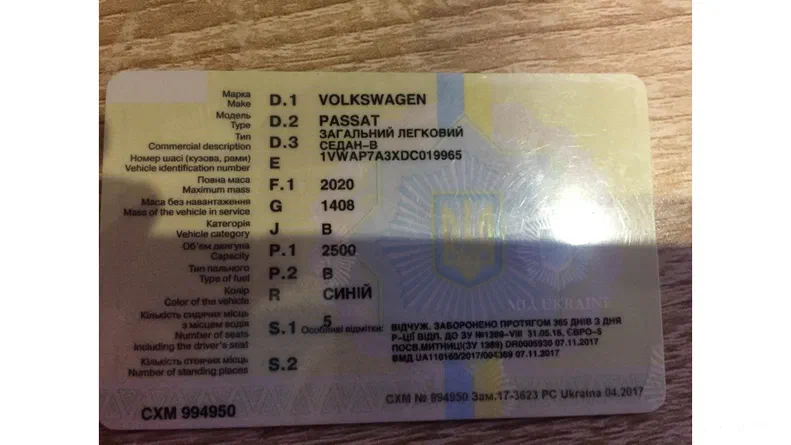 Марка
Make D.1 VOLKSWAGEN
Модель
Type D.2 PASSAT
Тип
Commercial description D.3 ЗАГАЛЬНИЙ ЛЕГКОВИЙ
СЕДАН-В
Номер шасі (кузова, рами)
Vehicle identification number E 1VWAP7A3XDC019965
Повна маса
Maximum mass F.1 2020
Маса без навантаження
Mass of the vehicle in service G 1408
Категорія
Vehicle category J B
Об'єм двигуна
Capacity P.1 2500
Тип пального
Type of fuel P.2 B
Колір
Color of the vehicle R СИНІЙ
Кількість сидячих місць
з місцем водія
Number of seats
including the driver's seat S.1 5
Особливі відмітки: ВІДЧУЖ. ЗАБОРОНЕНО ПРОТЯГОМ 365 ДНІВ З ДНЯ
Р-ЦІЇ ВІДП. ДО ЗУ №1389-VIII 31.05.16, ЄВРО-5
ПОСВ.МИТНИЦІ(ЗУ 1389) DR0005930 07.11.2017
ВМД UA110160/2017/004369 07.11.2017
Кількість стоячих місць
Number of standing places S.2
MIA UKRAINE
СХМ 994950
СХМ № 994950 Зам.17-3623 PC Ukraina 04.2017